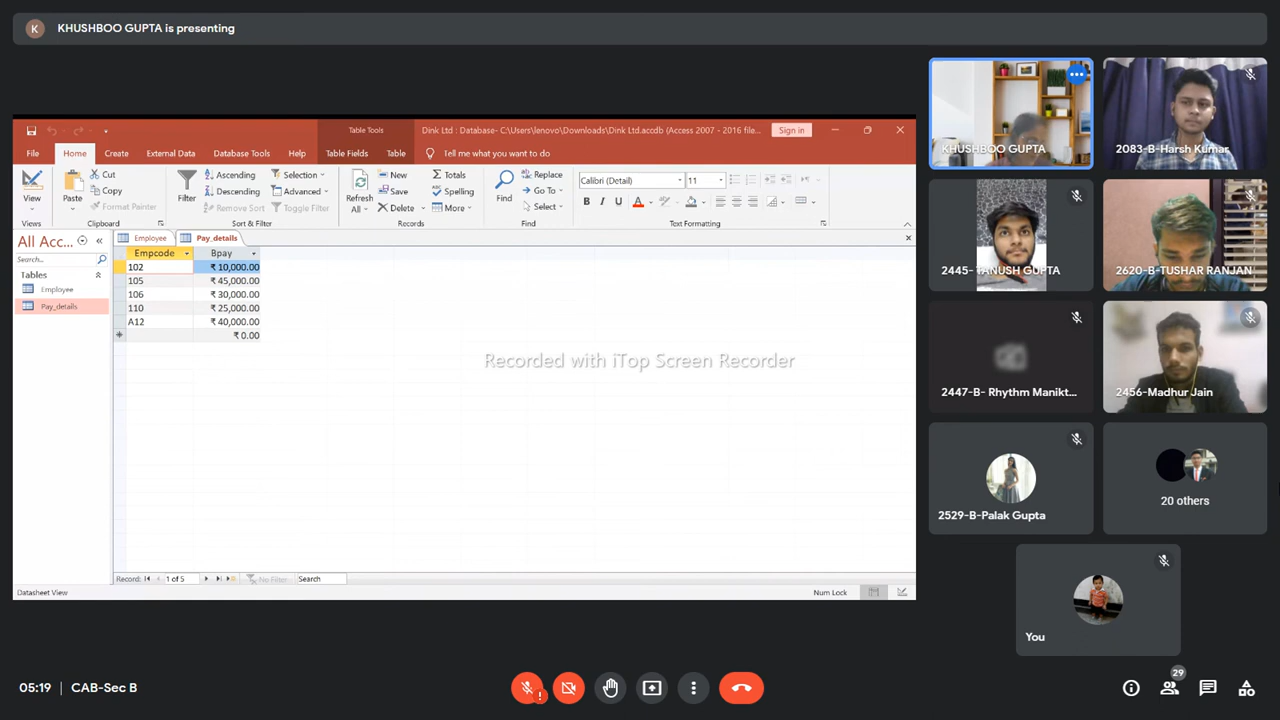 K KHUSHBOO GUPTA is presenting
Table Tools
Dink Ltd : Database- C:\Users\lenovo\Downloads\Dink Ltd.accdb (Access 2007 - 2016 file...
Sign in
File Home Create External Data Database Tools Help Table Fields Table Tell me what you want to do
View
Paste
Cut
Copy
Format Painter
Clipboard
Filter
Ascending
Descending
Remove Sort
Selection
Advanced
Toggle Filter
Sort & Filter
Refresh
All
New
Save
Delete
Totals
Spelling
More
Records
Find
Replace
Go To
Select
Find
Calibri (Detail) 11
B I U A
Text Formatting
All Acc...
Search...
Tables
Employee
Pay_details
Employee Pay_details
Empcode Bpay
102 ₹ 10,000.00
105 ₹ 45,000.00
106 ₹ 30,000.00
110 ₹ 25,000.00
A12 ₹ 40,000.00
₹ 0.00
Recorded with iTop Screen Recorder
Record: 1 of 5 No Filter Search
Datasheet View
Num Lock
KHUSHBOO GUPTA
2083-B-Harsh Kumar
2445- TANUSH GUPTA
2620-B-TUSHAR RANJAN
2447-B- Rhythm Manikt...
2456-Madhur Jain
2529-B-Palak Gupta
20 others
You
05:19 CAB-Sec B
29